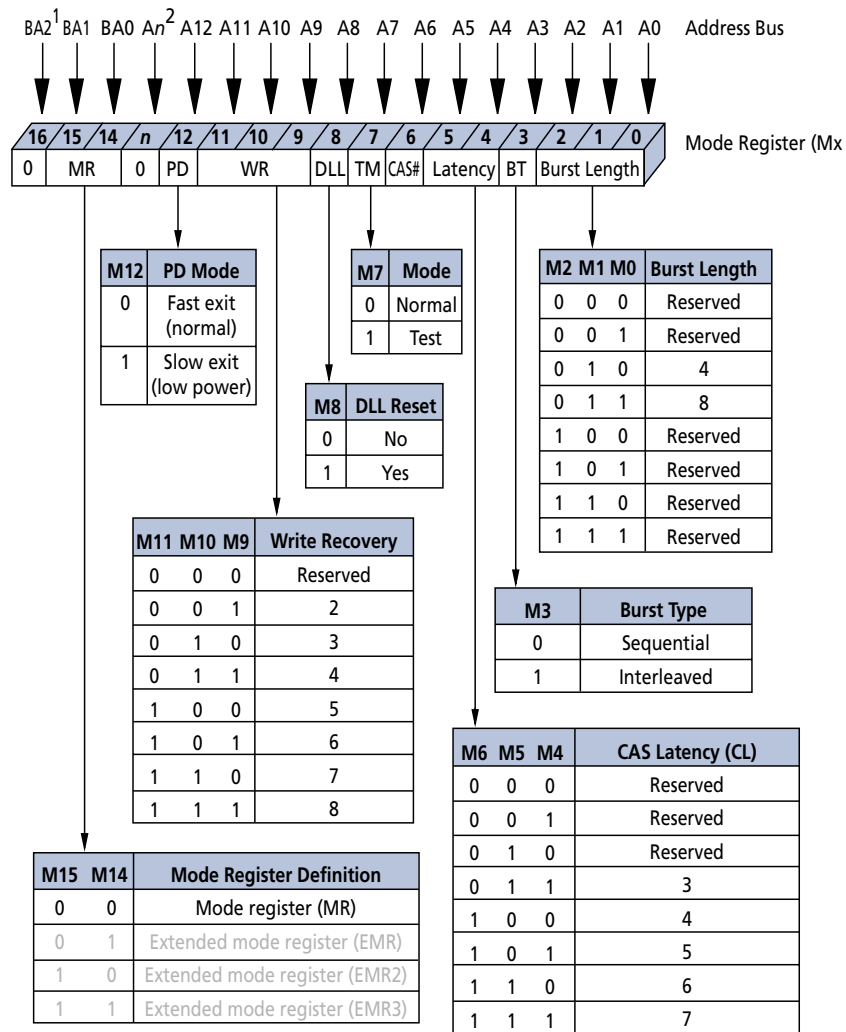 BA2¹ BA1 BA0 An² A12 A11 A10 A9 A8 A7 A6 A5 A4 A3 A2 A1 A0 Address Bus
16 15 14 n 12 11 10 9 8 7 6 5 4 3 2 1 0
Mode Register (Mx
0 MR 0 PD WR DLL TM CAS# Latency BT Burst Length
M12 PD Mode
0 Fast exit
(normal)
1 Slow exit
(low power)
M7 Mode
0 Normal
1 Test
M2 M1 M0 Burst Length
0 0 0 Reserved
0 0 1 Reserved
0 1 0 4
0 1 1 8
1 0 0 Reserved
1 0 1 Reserved
1 1 0 Reserved
1 1 1 Reserved
M8 DLL Reset
0 No
1 Yes
M11 M10 M9 Write Recovery
0 0 0 Reserved
0 0 1 2
0 1 0 3
0 1 1 4
1 0 0 5
1 0 1 6
1 1 0 7
1 1 1 8
M3 Burst Type
0 Sequential
1 Interleaved
M6 M5 M4 CAS Latency (CL)
0 0 0 Reserved
0 0 1 Reserved
0 1 0 Reserved
0 1 1 3
1 0 0 4
1 0 1 5
1 1 0 6
1 1 1 7
M15 M14 Mode Register Definition
0 0 Mode register (MR)
0 1 Extended mode register (EMR)
1 0 Extended mode register (EMR2)
1 1 Extended mode register (EMR3)